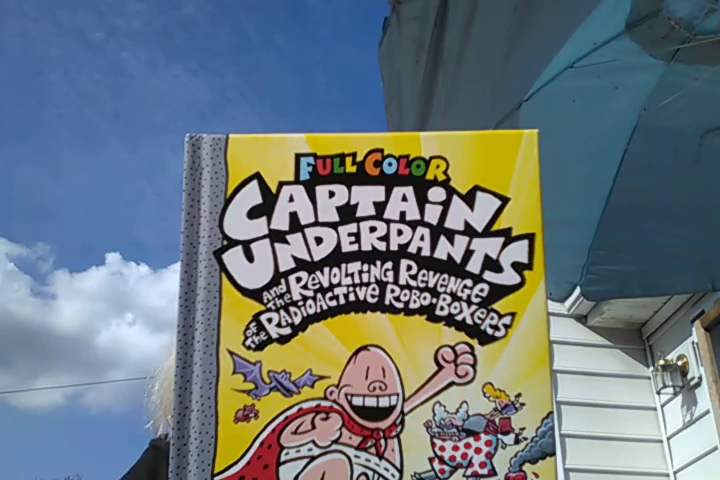 FULL COLOR
CAPTAIN
UNDERPANTS
AND THE REVOLTING REVENGE
OF THE RADIOACTIVE ROBO-BOXERS